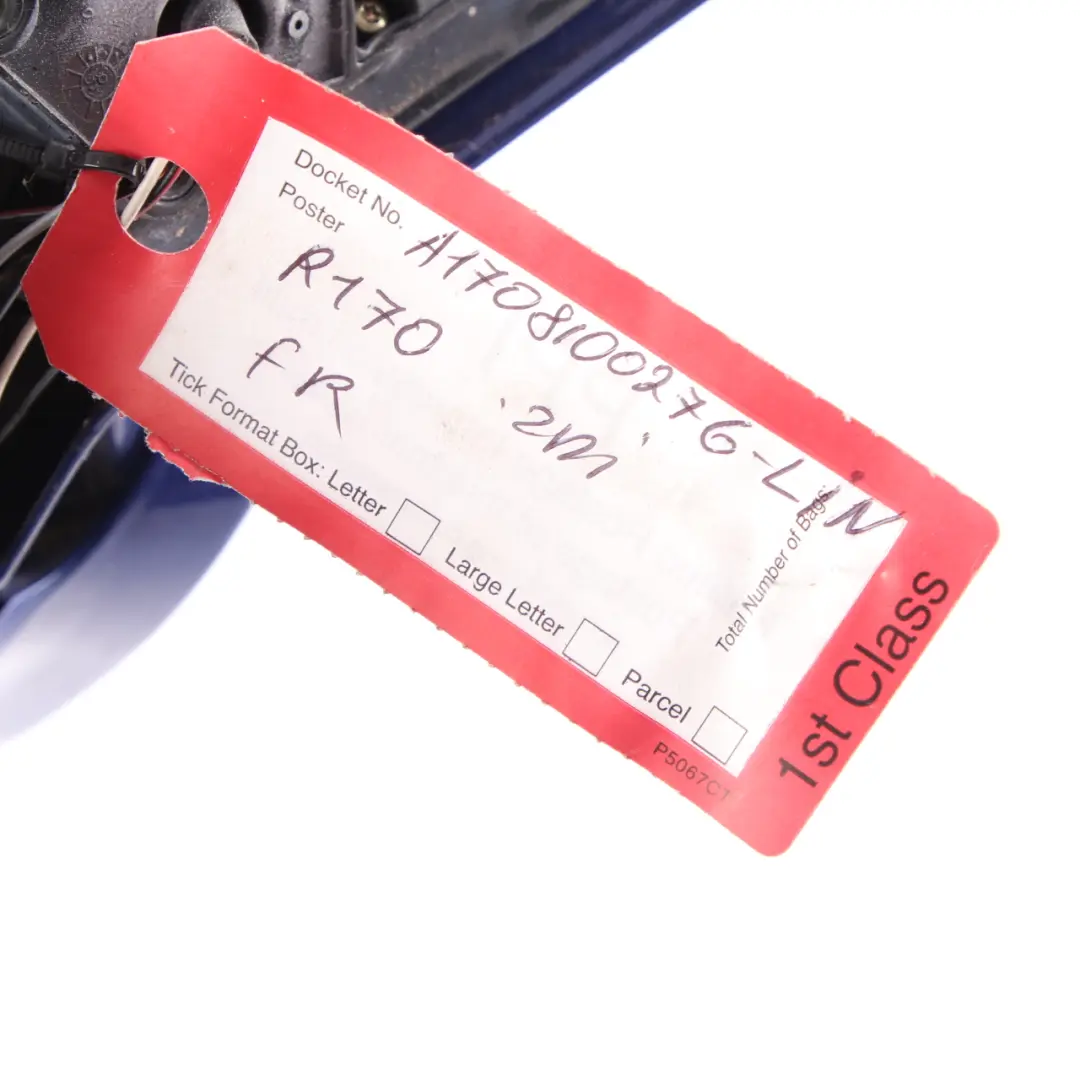 Docket No. A1708100276-LIN
Poster
R170
FR .2m
Total Number of Bags:
Tick Format Box: Letter Large Letter Parcel
P5067CT
1st Class